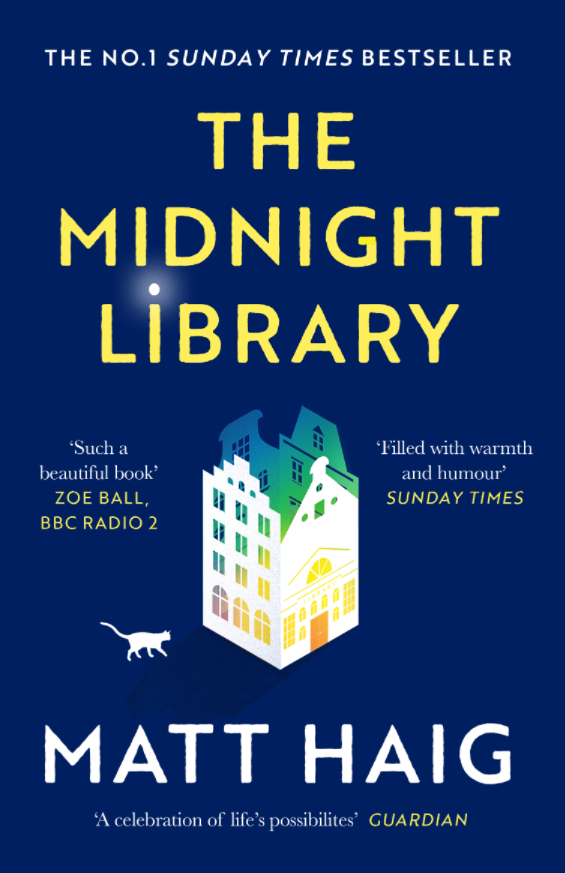 THE NO.1 SUNDAY TIMES BESTSELLER
THE
MIDNIGHT
LiBRARY
‘Such a
beautiful book’
ZOE BALL,
BBC RADIO 2
‘Filled with warmth
and humour’
SUNDAY TIMES
LIBRARY
MATT HAIG
‘A celebration of life’s possibilites’ GUARDIAN